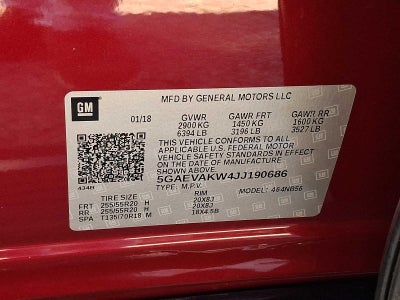 GM
MFD BY GENERAL MOTORS LLC
01/18 GVWR GAWR FRT GAWR RR
2900 KG 1450 KG 1600 KG
6394 LB 3196 LB 3527 LB
THIS VEHICLE CONFORMS TO ALL
APPLICABLE U.S. FEDERAL MOTOR
VEHICLE SAFETY STANDARDS IN EFFECT
ON THE DATE OF MANUFACTURE
SHOWN ABOVE.
434B 5GAEVAKW4JJ190686
TYPE: M.P.V. MODEL: 4S4NB56
TIRE SIZE RIM
FRT 255/55R20 H 20X8J
RR 255/55R20 H 20X8J
SPA T135/70R18 M 18X4.5B